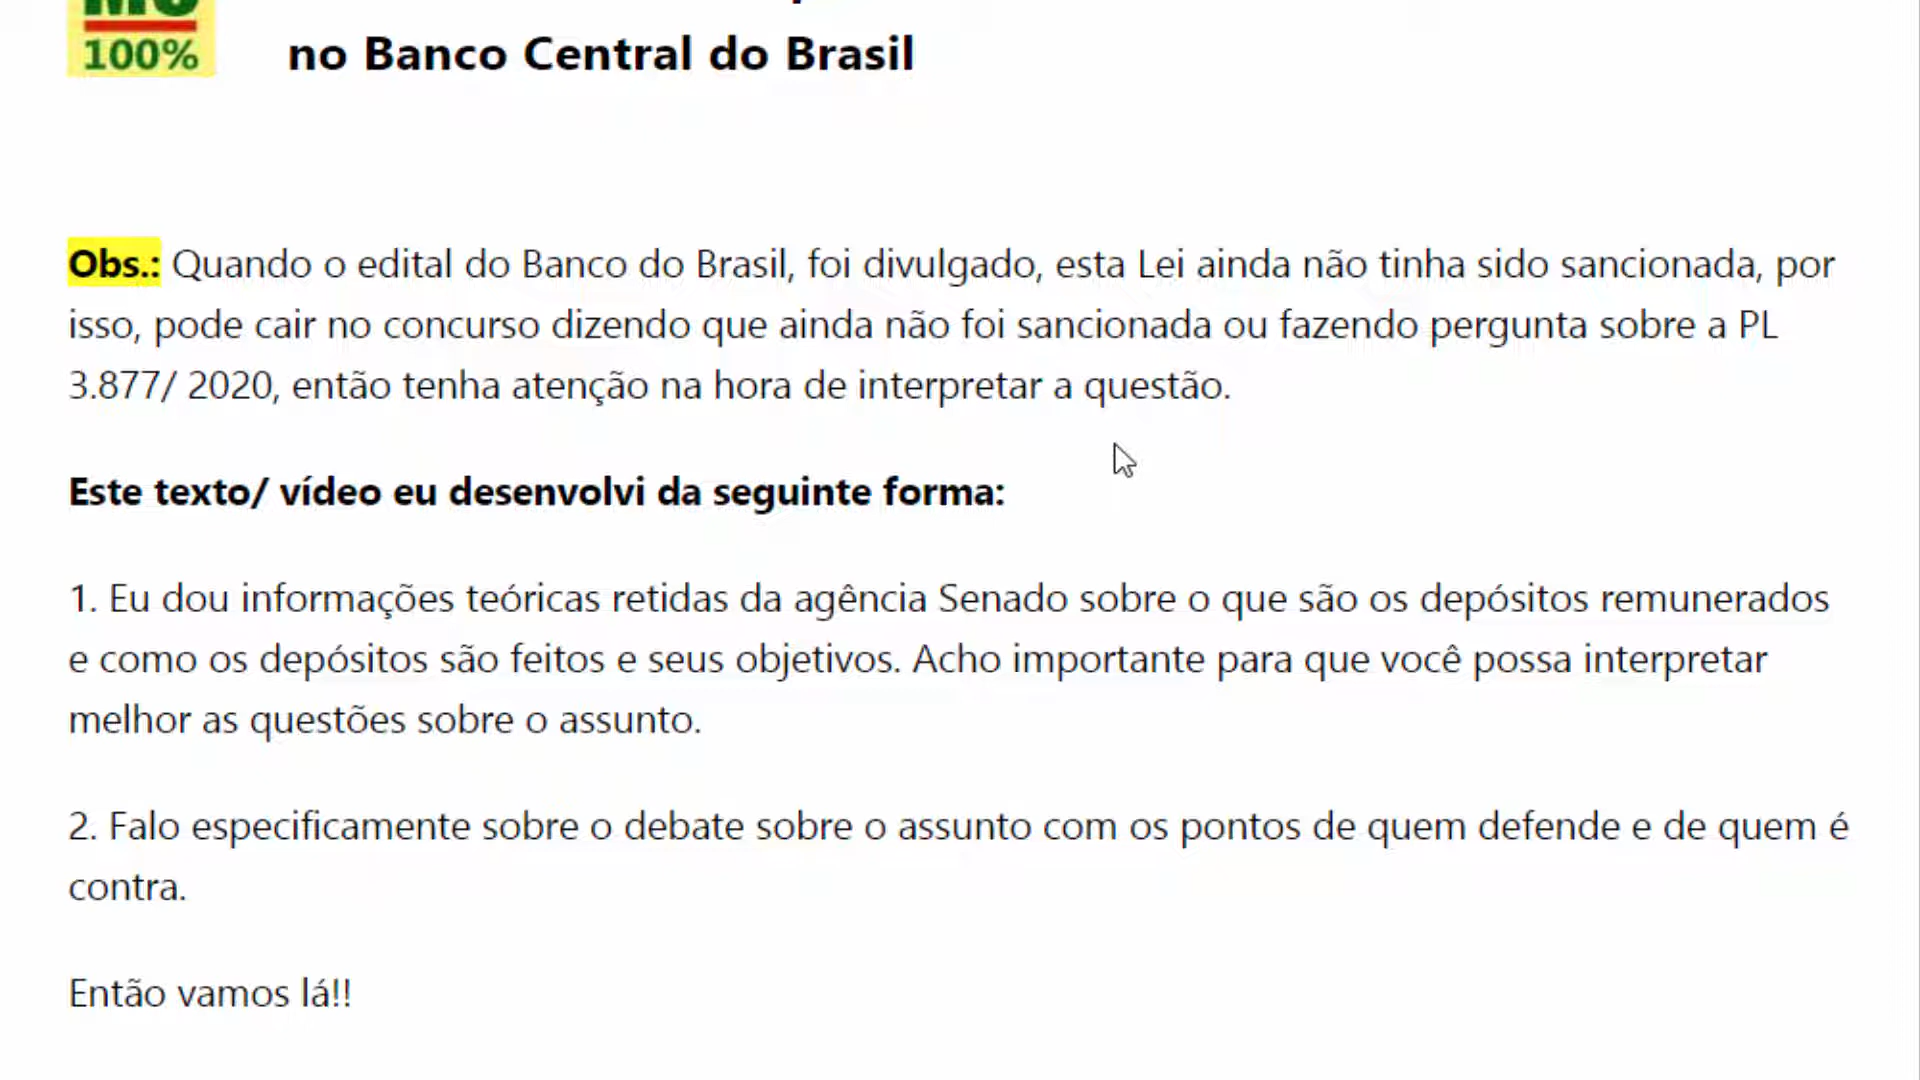 100%
no Banco Central do Brasil
Obs.: Quando o edital do Banco do Brasil, foi divulgado, esta Lei ainda não tinha sido sancionada, por
isso, pode cair no concurso dizendo que ainda não foi sancionada ou fazendo pergunta sobre a PL
3.877/ 2020, então tenha atenção na hora de interpretar a questão.
Este texto/ vídeo eu desenvolvi da seguinte forma:
1. Eu dou informações teóricas retidas da agência Senado sobre o que são os depósitos remunerados
e como os depósitos são feitos e seus objetivos. Acho importante para que você possa interpretar
melhor as questões sobre o assunto.
2. Falo especificamente sobre o debate sobre o assunto com os pontos de quem defende e de quem é
contra.
Então vamos lá!!